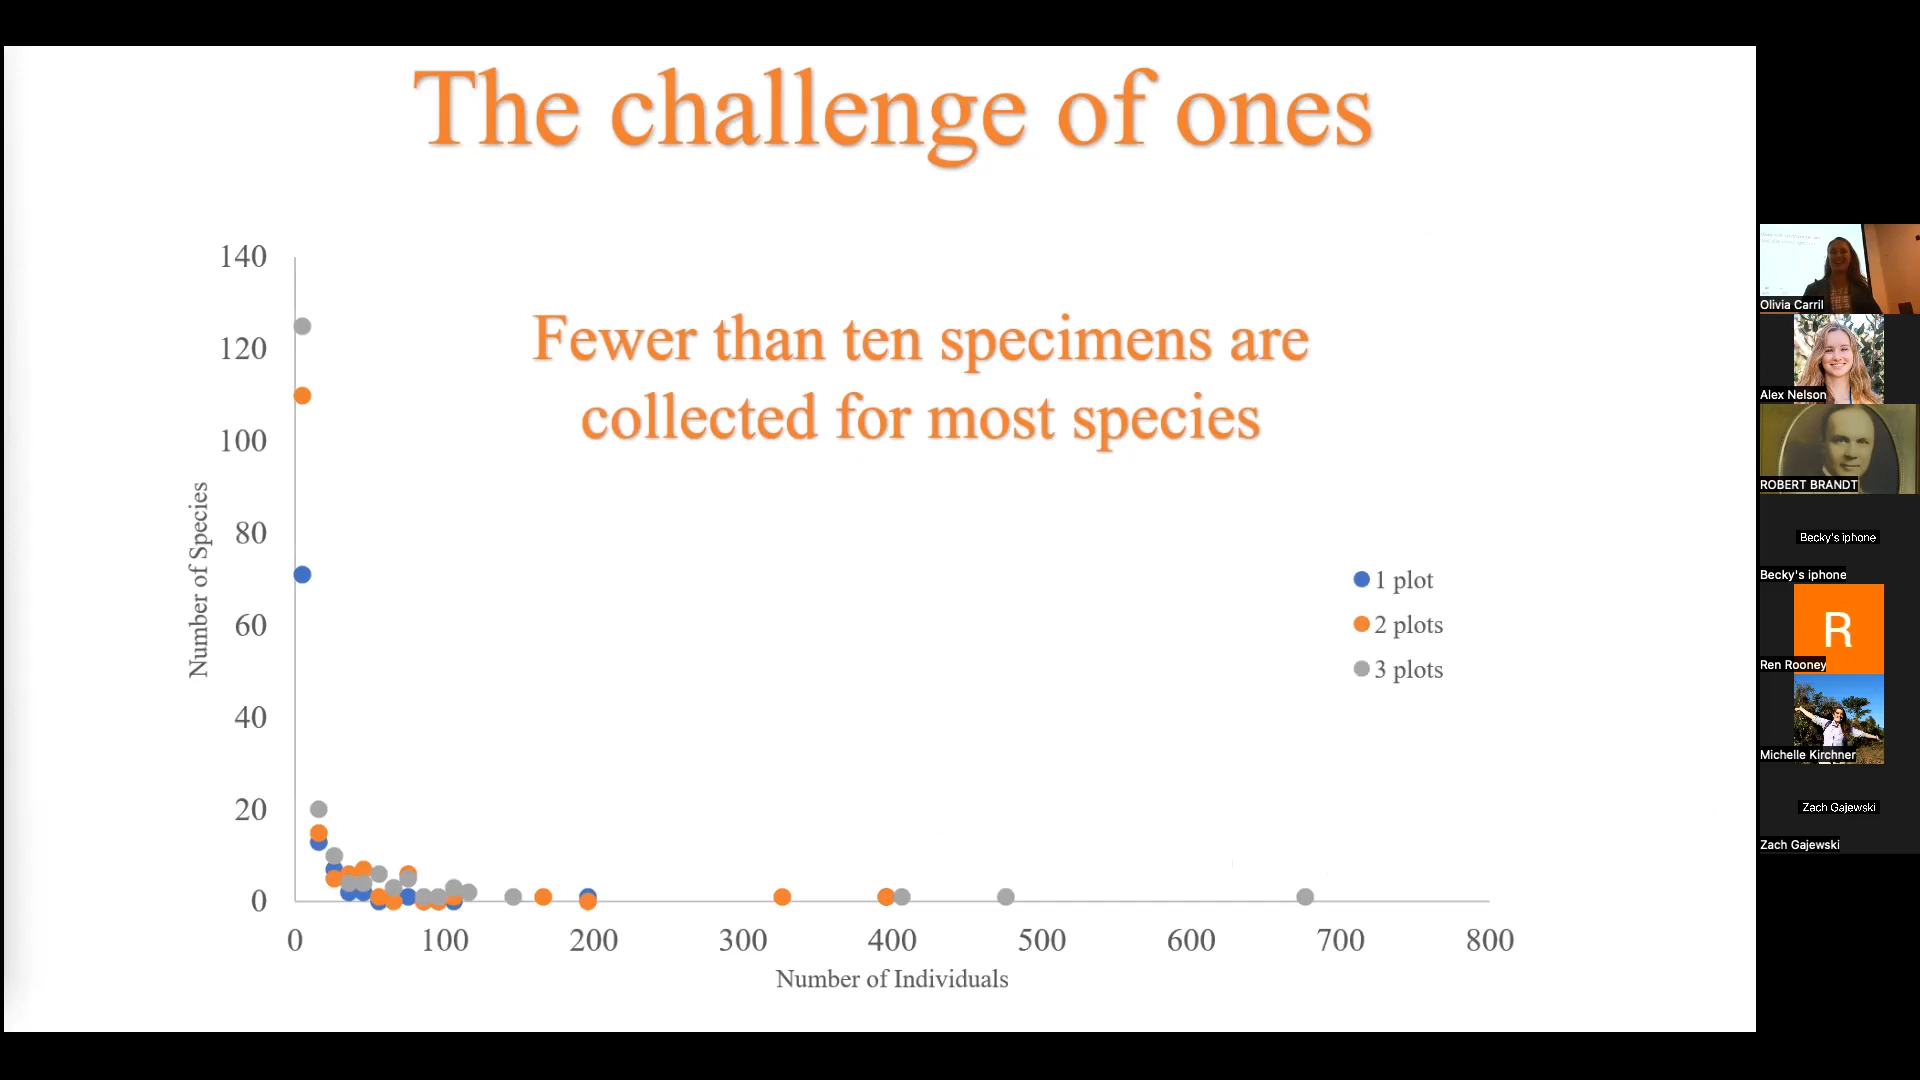 The challenge of ones
Fewer than ten specimens are
collected for most species
140
120
100
80
60
40
20
0
Number of Species
0 100 200 300 400 500 600 700 800
Number of Individuals
1 plot
2 plots
3 plots
Olivia Carril
Alex Nelson
ROBERT BRANDT
Becky's iphone
Becky's iphone
R
Ren Rooney
Michelle Kirchner
Zach Gajewski
Zach Gajewski